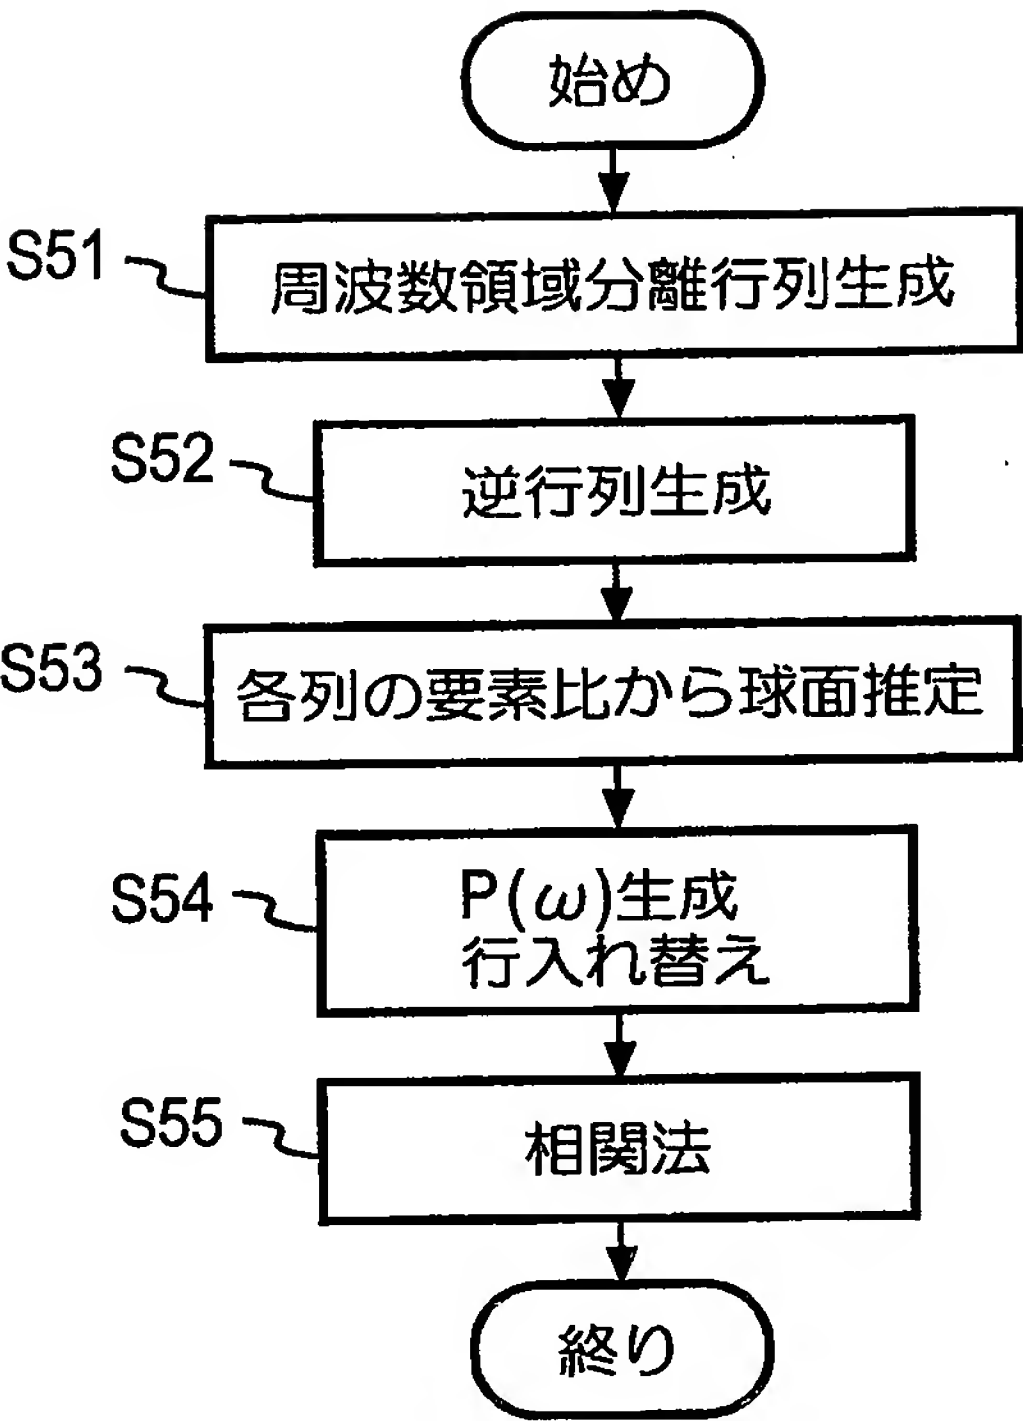 始め
S51
周波数領域分離行列生成
S52
逆行列生成
S53
各列の要素比から球面推定
S54
P(ω)生成
行入れ替え
S55
相関法
終り